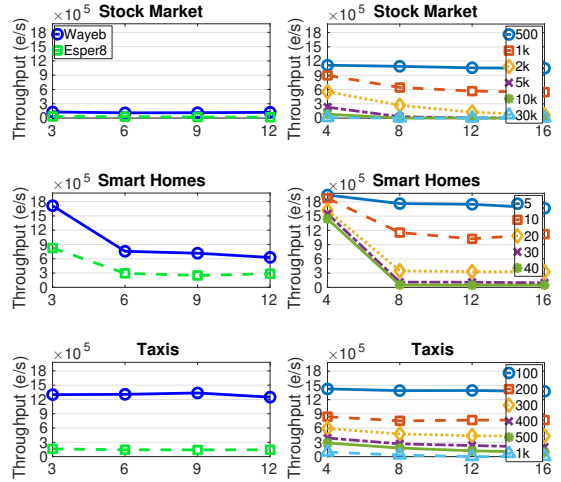 Stock Market
× 10^5
Throughput (e/s)
18
15
12
9
6
3
0
3 6 9 12
Wayeb
Esper8
Stock Market
× 10^5
Throughput (e/s)
18
15
12
9
6
3
0
4 8 12 16
500
1k
2k
5k
10k
30k
Smart Homes
× 10^5
Throughput (e/s)
18
15
12
9
6
3
0
3 6 9 12
Smart Homes
× 10^5
Throughput (e/s)
18
15
12
9
6
3
0
4 8 12 16
5
10
20
30
40
Taxis
× 10^5
Throughput (e/s)
18
15
12
9
6
3
0
3 6 9 12
Taxis
× 10^5
Throughput (e/s)
18
15
12
9
6
3
0
4 8 12 16
100
200
300
400
500
1k